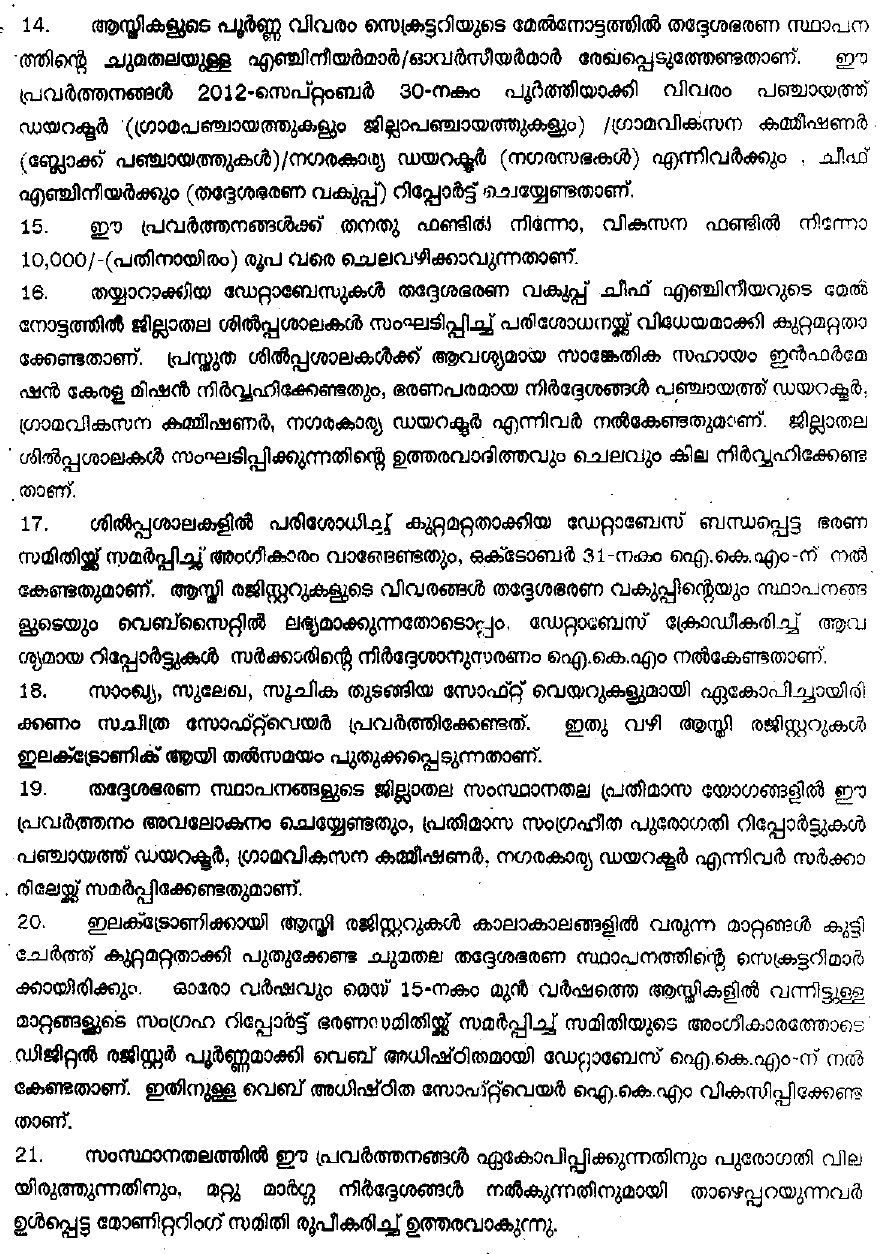 14. ആസ്തികളുടെ പൂർണ്ണ വിവരം സെക്രട്ടറിയുടെ മേൽനോട്ടത്തിൽ തദ്ദേശഭരണ സ്ഥാപന
ത്തിന്റെ ചുമതലയുള്ള എഞ്ചിനീയർമാർ/ഓവർസീയർമാർ രേഖപ്പെടുത്തേണ്ടതാണ്. ഈ
പ്രവർത്തനങ്ങൾ 2012-സെപ്റ്റംബർ 30-നകം പൂർത്തിയാക്കി വിവരം പഞ്ചായത്ത്
ഡയറക്ടർ (ഗ്രാമപഞ്ചായത്തുകളും ജില്ലാപഞ്ചായത്തുകളും) /ഗ്രാമവികസന കമ്മീഷണർ
(ബ്ലോക്ക് പഞ്ചായത്തുകൾ)/നഗരകാര്യ ഡയറക്ടർ (നഗരസഭകൾ) എന്നിവർക്കും , ചീഫ്
എഞ്ചിനീയർക്കും (തദ്ദേശഭരണ വകുപ്പ്) റിപ്പോർട്ട് ചെയ്യേണ്ടതാണ്.
15. ഈ പ്രവർത്തനങ്ങൾക്ക് തനതു ഫണ്ടിൽ നിന്നോ, വികസന ഫണ്ടിൽ നിന്നോ
10,000/-(പതിനായിരം) രൂപ വരെ ചെലവഴിക്കാവുന്നതാണ്.
16. തയ്യാറാക്കിയ ഡേറ്റാബേസുകൾ തദ്ദേശഭരണ വകുപ്പ് ചീഫ് എഞ്ചിനീയറുടെ മേൽ
നോട്ടത്തിൽ ജില്ലാതല ശിൽപ്പശാലകൾ സംഘടിപ്പിച്ച് പരിശോധനയ്ക്ക് വിധേയമാക്കി കുറ്റമറ്റതാ
ക്കേണ്ടതാണ്. പ്രസ്തുത ശിൽപ്പശാലകൾക്ക് ആവശ്യമായ സാങ്കേതിക സഹായം ഇൻഫർമേ
ഷൻ കേരള മിഷൻ നിർവ്വഹിക്കേണ്ടതും, ഭരണപരമായ നിർദ്ദേശങ്ങൾ പഞ്ചായത്ത് ഡയറക്ടർ,
ഗ്രാമവികസന കമ്മീഷണർ, നഗരകാര്യ ഡയറക്ടർ എന്നിവർ നൽകേണ്ടതുമാണ്. ജില്ലാതല
ശിൽപ്പശാലകൾ സംഘടിപ്പിക്കുന്നതിന്റെ ഉത്തരവാദിത്തവും ചെലവും കില നിർവ്വഹിക്കേണ്ട
താണ്.
17. ശിൽപ്പശാലകളിൽ പരിശോധിച്ച് കുറ്റമറ്റതാക്കിയ ഡേറ്റാബേസ് ബന്ധപ്പെട്ട ഭരണ
സമിതിയ്ക്ക് സമർപ്പിച്ച് അംഗീകാരം വാങ്ങേണ്ടതും, ഒക്ടോബർ 31-നകം ഐ.കെ.എം-ന് നൽ
കേണ്ടതുമാണ്. ആസ്തി രജിസ്റ്ററുകളുടെ വിവരങ്ങൾ തദ്ദേശഭരണ വകുപ്പിന്റെയും സ്ഥാപനങ്ങ
ളുടെയും വെബ്സൈറ്റിൽ ലഭ്യമാക്കുന്നതോടൊപ്പം, ഡേറ്റാബേസ് ക്രോഡീകരിച്ച് ആവ
ശ്യമായ റിപ്പോർട്ടുകൾ സർക്കാരിന്റെ നിർദ്ദേശാനുസരണം ഐ.കെ.എം നൽകേണ്ടതാണ്.
18. സാംഖ്യ, സുലേഖ, സൂചിക തുടങ്ങിയ സോഫ്റ്റ് വെയറുകളുമായി ഏകോപിച്ചായിരി
ക്കണം സചിത്ര സോഫ്റ്റ്‌വെയർ പ്രവർത്തിക്കേണ്ടത്. ഇതു വഴി ആസ്തി രജിസ്റ്ററുകൾ
ഇലക്ട്രോണിക് ആയി തൽസമയം പുതുക്കപ്പെടുന്നതാണ്.
19. തദ്ദേശഭരണ സ്ഥാപനങ്ങളുടെ ജില്ലാതല സംസ്ഥാനതല പ്രതിമാസ യോഗങ്ങളിൽ ഈ
പ്രവർത്തനം അവലോകനം ചെയ്യേണ്ടതും, പ്രതിമാസ സംഗ്രഹീത പുരോഗതി റിപ്പോർട്ടുകൾ
പഞ്ചായത്ത് ഡയറക്ടർ, ഗ്രാമവികസന കമ്മീഷണർ, നഗരകാര്യ ഡയറക്ടർ എന്നിവർ സർക്കാ
രിലേയ്ക്ക് സമർപ്പിക്കേണ്ടതുമാണ്.
20. ഇലക്ട്രോണിക്കായി ആസ്തി രജിസ്റ്ററുകൾ കാലാകാലങ്ങളിൽ വരുന്ന മാറ്റങ്ങൾ കൂട്ടി
ചേർത്ത് കുറ്റമറ്റതാക്കി പുതുക്കേണ്ട ചുമതല തദ്ദേശഭരണ സ്ഥാപനത്തിന്റെ സെക്രട്ടറിമാർ
ക്കായിരിക്കും. ഓരോ വർഷവും മെയ് 15-നകം മുൻ വർഷത്തെ ആസ്തികളിൽ വന്നിട്ടുള്ള
മാറ്റങ്ങളുടെ സംഗ്രഹ റിപ്പോർട്ട് ഭരണസമിതിയ്ക്ക് സമർപ്പിച്ച് സമിതിയുടെ അംഗീകാരത്തോടെ
ഡിജിറ്റൽ രജിസ്റ്റർ പൂർണ്ണമാക്കി വെബ് അധിഷ്ഠിതമായി ഡേറ്റാബേസ് ഐ.കെ.എം-ന് നൽ
കേണ്ടതാണ്. ഇതിനുള്ള വെബ് അധിഷ്ഠിത സോഫ്റ്റ്‌വെയർ ഐ.കെ.എം വികസിപ്പിക്കേണ്ട
താണ്.
21. സംസ്ഥാനതലത്തിൽ ഈ പ്രവർത്തനങ്ങൾ ഏകോപിപ്പിക്കുന്നതിനും പുരോഗതി വില
യിരുത്തുന്നതിനും, മറ്റു മാർഗ്ഗ നിർദ്ദേശങ്ങൾ നൽകുന്നതിനുമായി താഴെപ്പറയുന്നവർ
ഉൾപ്പെട്ട മോണിറ്ററിംഗ് സമിതി രൂപീകരിച്ച് ഉത്തരവാകുന്നു.